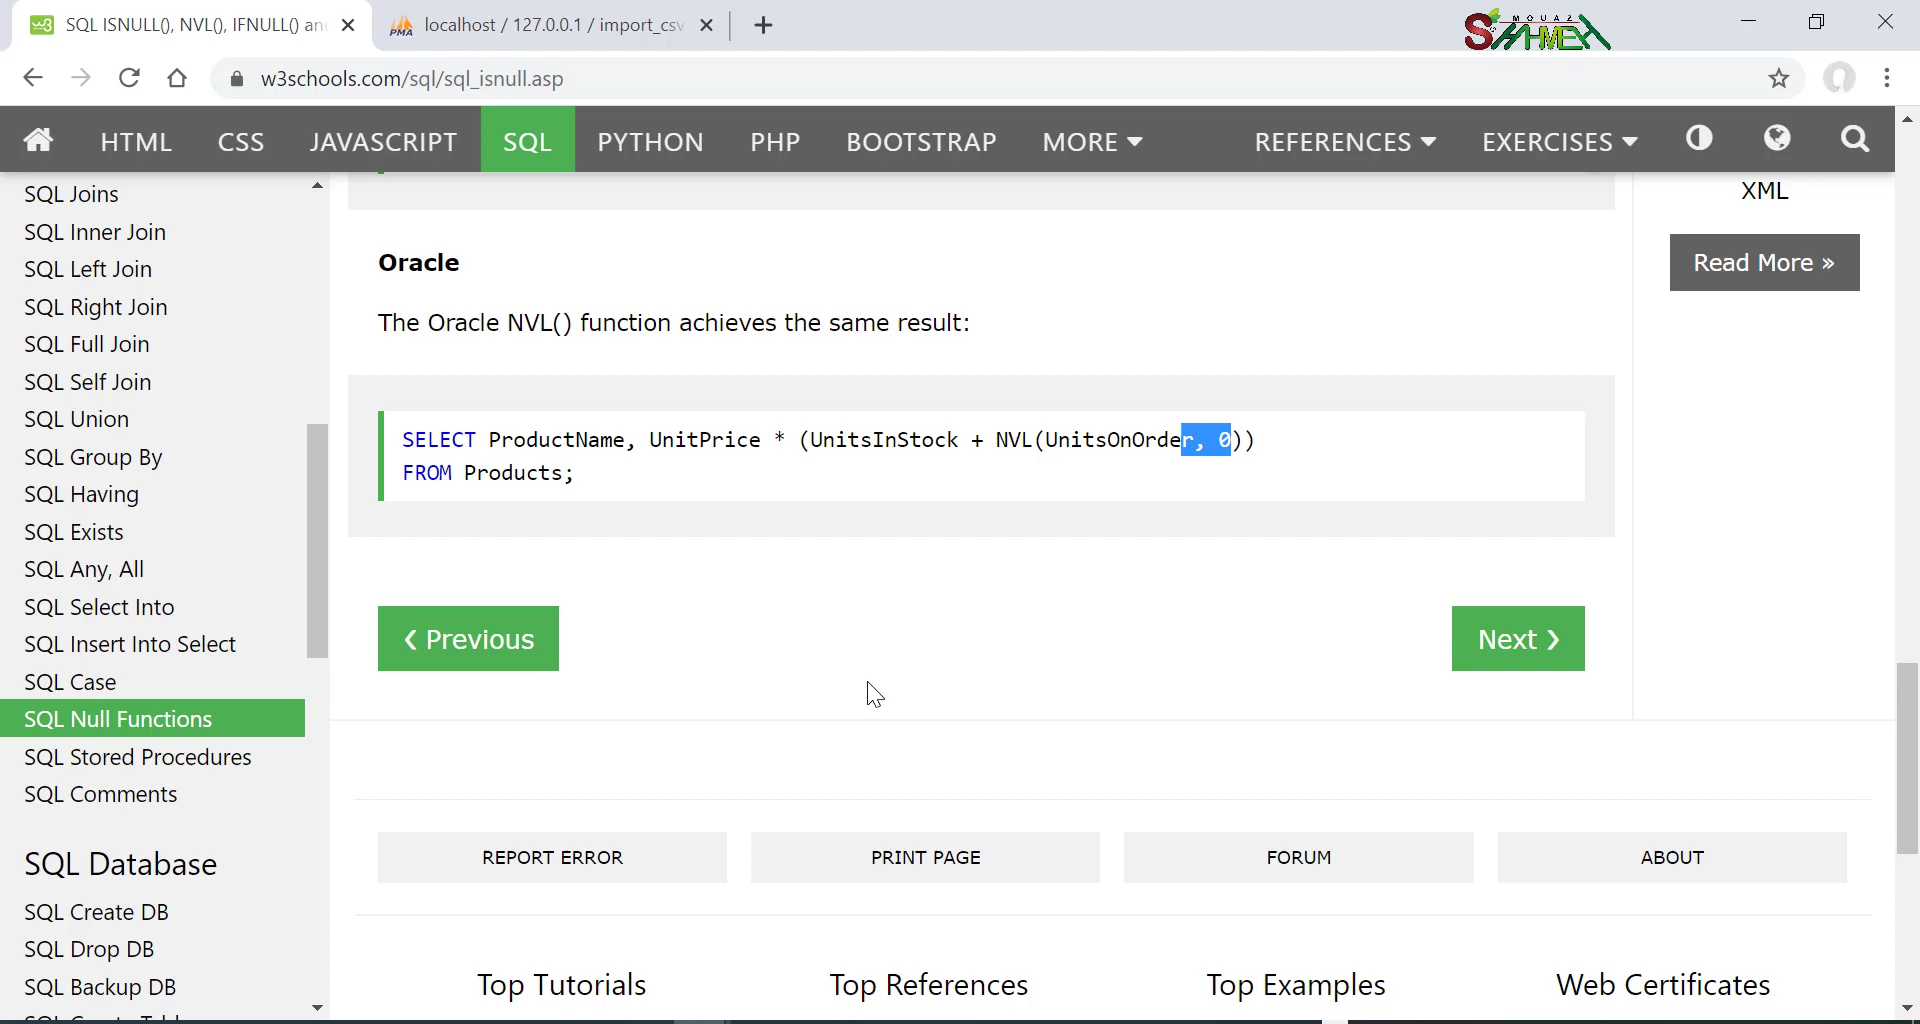 SQL ISNULL(), NVL(), IFNULL() an
localhost / 127.0.0.1 / import_csv
MOUAZ
SHAHMEH
w3schools.com/sql/sql_isnull.asp
HTML CSS JAVASCRIPT SQL PYTHON PHP BOOTSTRAP MORE REFERENCES EXERCISES
SQL Joins
SQL Inner Join
SQL Left Join
SQL Right Join
SQL Full Join
SQL Self Join
SQL Union
SQL Group By
SQL Having
SQL Exists
SQL Any, All
SQL Select Into
SQL Insert Into Select
SQL Case
SQL Null Functions
SQL Stored Procedures
SQL Comments
SQL Database
SQL Create DB
SQL Drop DB
SQL Backup DB
Oracle
The Oracle NVL() function achieves the same result:
SELECT ProductName, UnitPrice * (UnitsInStock + NVL(UnitsOnOrder, 0))
FROM Products;
❮ Previous
Next ❯
XML
Read More »
REPORT ERROR
PRINT PAGE
FORUM
ABOUT
Top Tutorials
Top References
Top Examples
Web Certificates